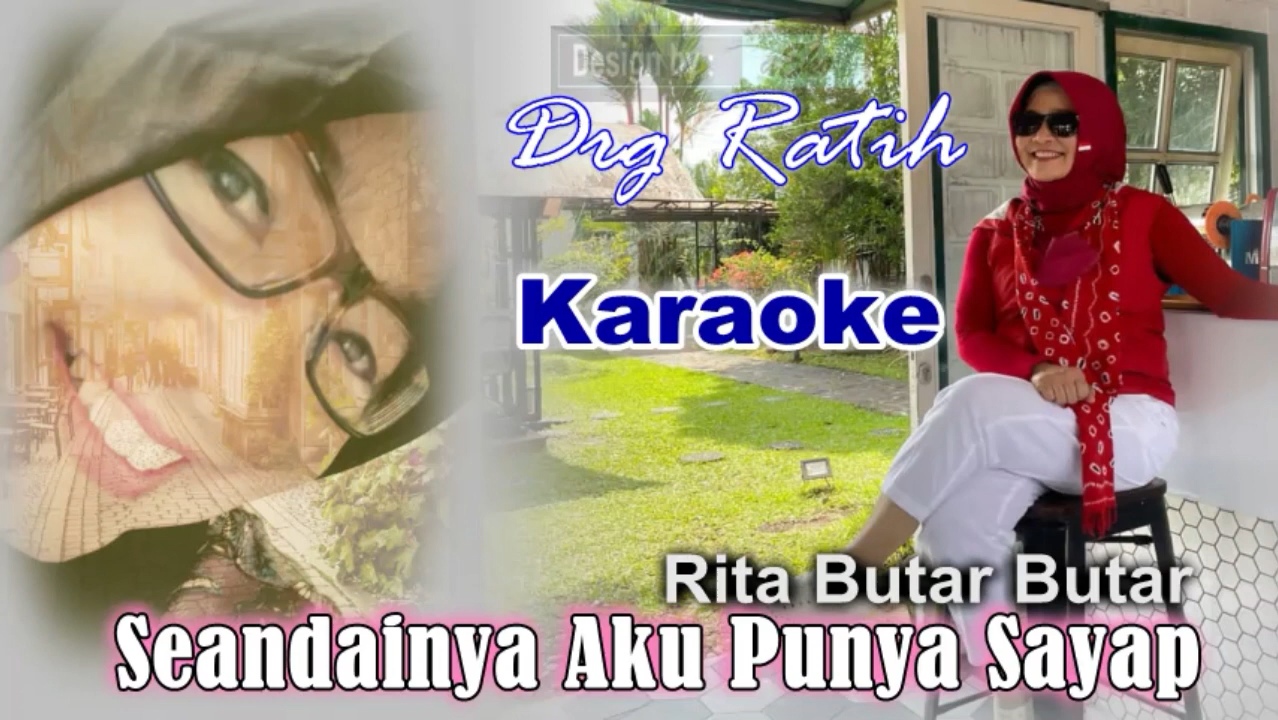 Design by :
Drg Ratih
Karaoke
Rita Butar Butar
Seandainya Aku Punya Sayap